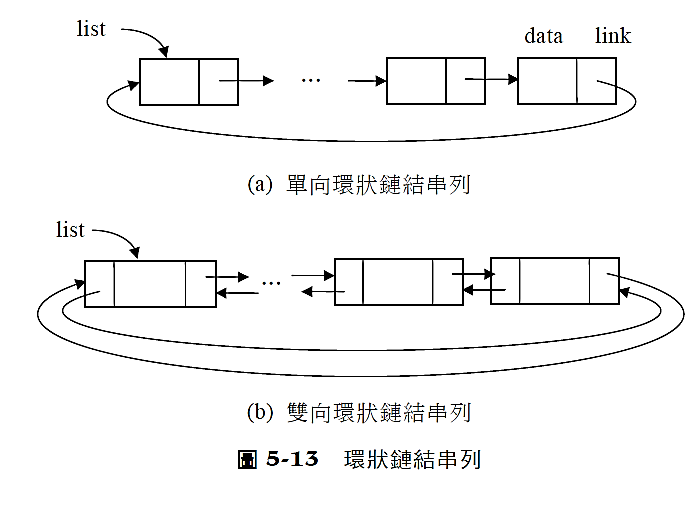 list
data link
...
(a) 單向環狀鏈結串列
list
...
(b) 雙向環狀鏈結串列
圖 5-13 環狀鏈結串列